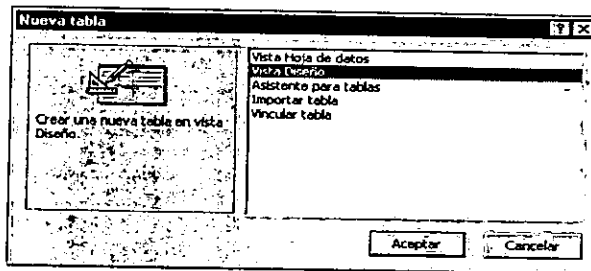 Nueva tabla
Crear una nueva tabla en vista
Diseño.
Vista Hoja de datos
Vista Diseño
Asistente para tablas
Importar tabla
Vincular tabla
Aceptar
Cancelar